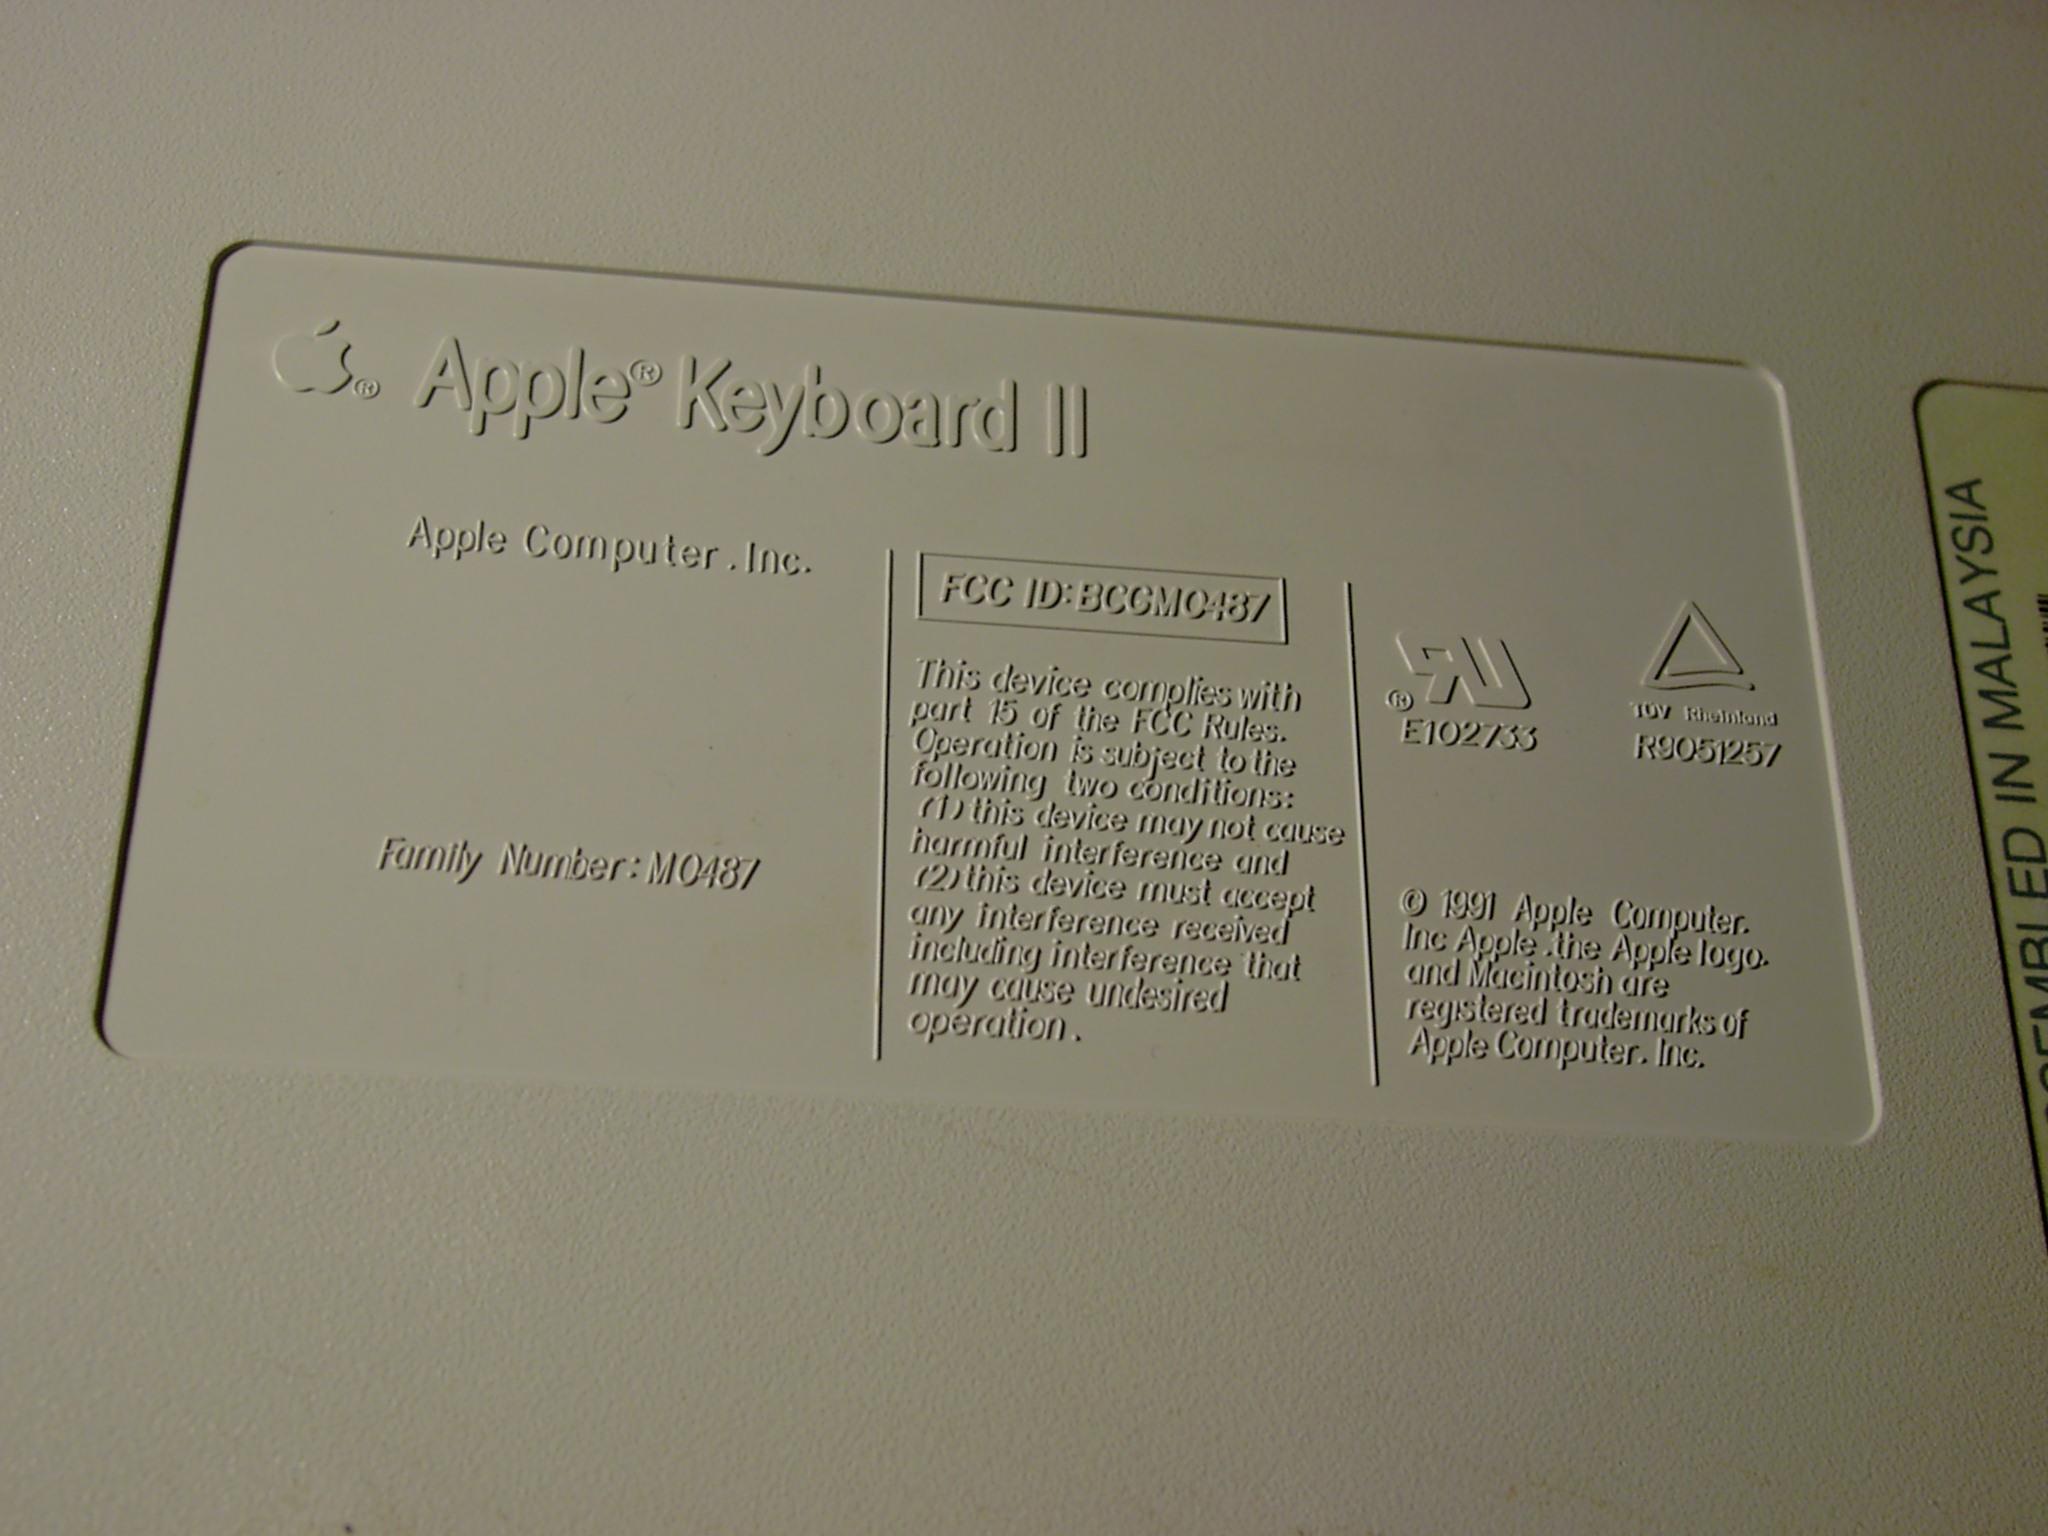 ® Apple® Keyboard II
Apple Computer, Inc.
Family Number: M0487
FCC ID: BCGM0487
This device complies with
part 15 of the FCC Rules.
Operation is subject to the
following two conditions:
(1) this device may not cause
harmful interference and
(2) this device must accept
any interference received
including interference that
may cause undesired
operation.
®
E102733
TÜV Rheinland
R9051257
© 1991 Apple Computer.
Inc Apple .the Apple logo.
and Macintosh are
registered trademarks of
Apple Computer. Inc.
IN MALAYSIA